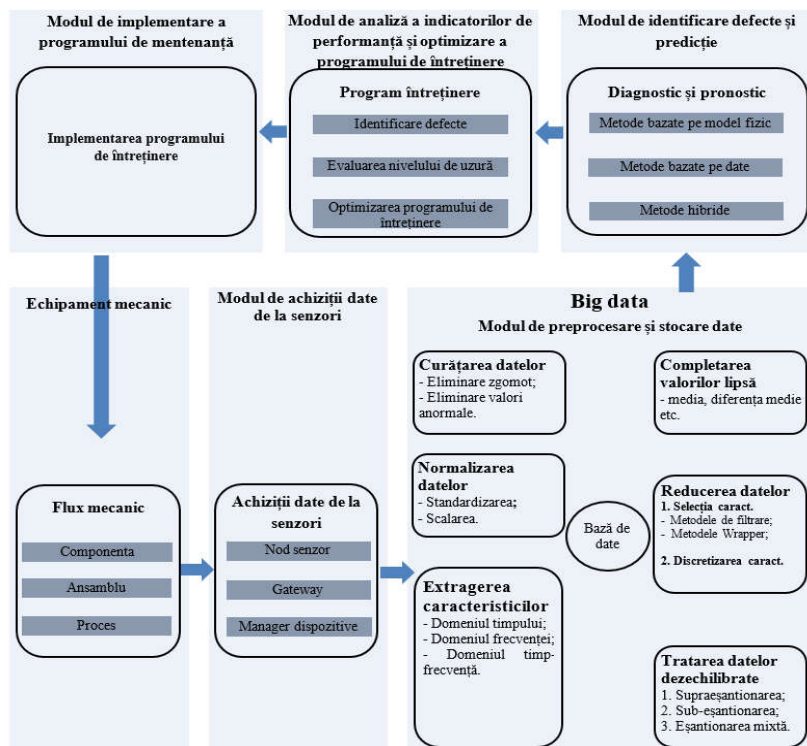 Modul de implementare a
programului de mentenanță
Implementarea programului
de întreținere
Modul de analiză a indicatorilor
de performanță și optimizare a
programului de întreținere
Program întreținere
Identificare defecte
Evaluarea nivelului de uzură
Optimizarea programului de
întreținere
Modul de identificare defecte și
predicție
Diagnostic și pronostic
Metode bazate pe model fizic
Metode bazate pe date
Metode hibride
Echipament mecanic
Flux mecanic
Componenta
Ansamblu
Proces
Modul de achiziții date
de la senzori
Achiziții date de la
senzori
Nod senzor
Gateway
Manager dispozitive
Big data
Modul de preprocesare și stocare date
Curățarea datelor
- Eliminare zgomot;
- Eliminare valori
anormale.
Normalizarea
datelor
- Standardizarea;
- Scalarea.
Extragerea
caracteristicilor
- Domeniul timpului;
- Domeniul frecvenței;
- Domeniul timp-
frecvență.
Bază de
date
Completarea
valorilor lipsă
- media, diferența medie
etc.
Reducerea datelor
1. Selecția caract.
- Metodele de filtrare;
- Metodele Wrapper;
2. Discretizarea caract.
Tratarea datelor
dezechilibrate
1. Supraeșantionarea;
2. Sub-eșantionarea;
3. Eșantionarea mixtă.